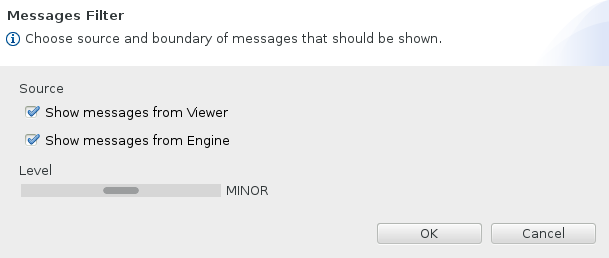 Messages Filter
Choose source and boundary of messages that should be shown.
Source
Show messages from Viewer
Show messages from Engine
Level
MINOR
OK
Cancel